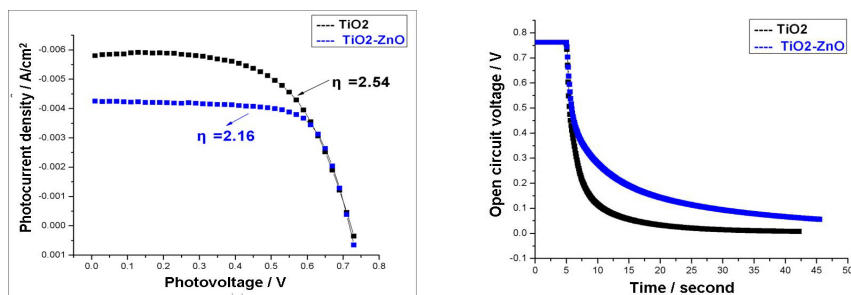 TiO2
TiO2-ZnO
-0.006
-0.005
-0.004
-0.003
-0.002
-0.001
0.000
0.001
Photocurrent density / A/cm2
η =2.54
η =2.16
0.0 0.1 0.2 0.3 0.4 0.5 0.6 0.7 0.8
Photovoltage / V
TiO2
TiO2-ZnO
0.8
0.7
0.6
0.5
0.4
0.3
0.2
0.1
0.0
-0.1
Open circuit voltage / V
0 5 10 15 20 25 30 35 40 45 50
Time / second